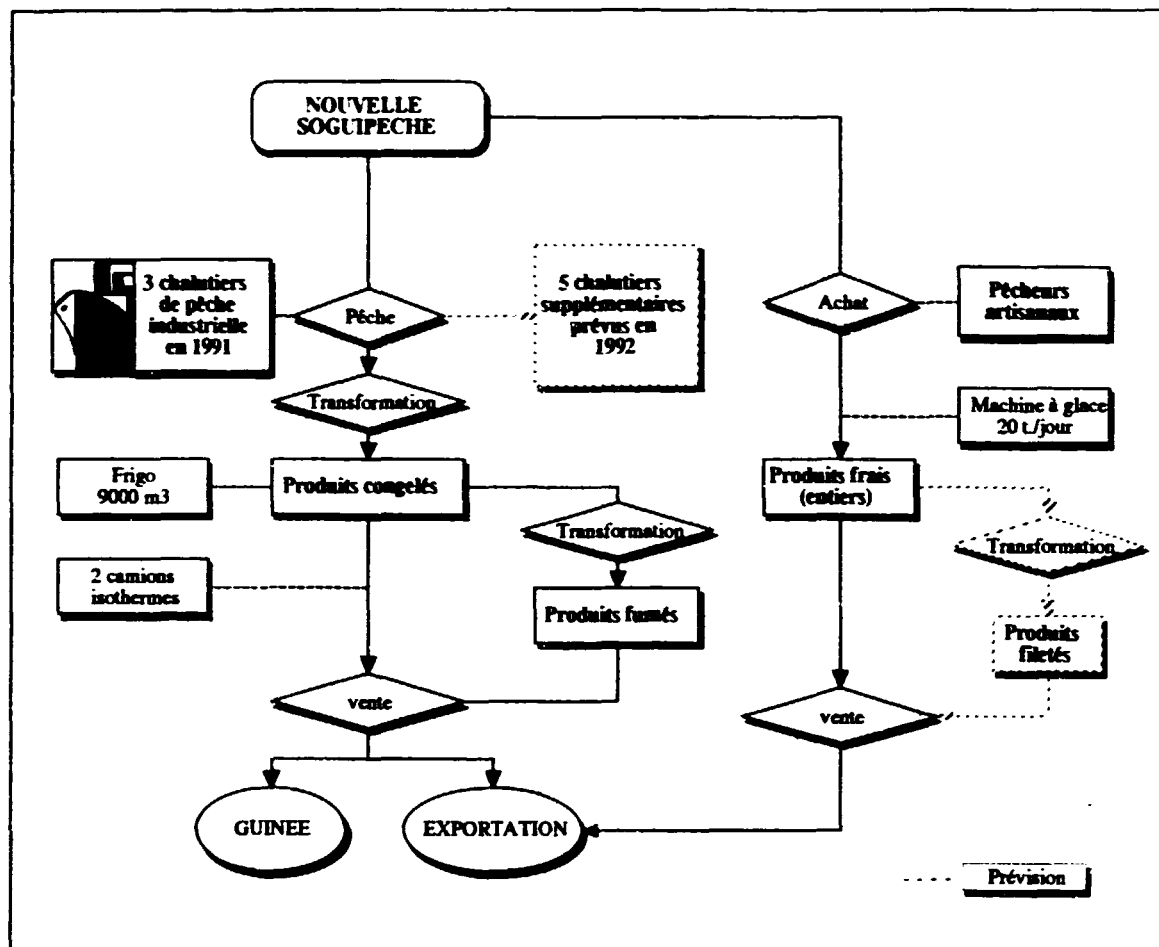 NOUVELLE
SOGUIPECHE
3 chalutiers
de pêche
industrielle
en 1991
Pêche
5 chalutiers
supplémentaires
prévus en
1992
Achat
Pêcheurs
artisanaux
Transformation
Machine à glace
20 t./jour
Frigo
9000 m3
Produits congelés
Produits frais
(entiers)
Transformation
Transformation
2 camions
isothermes
Produits fumés
Produits
filetés
vente
vente
GUINEE
EXPORTATION
Prévision